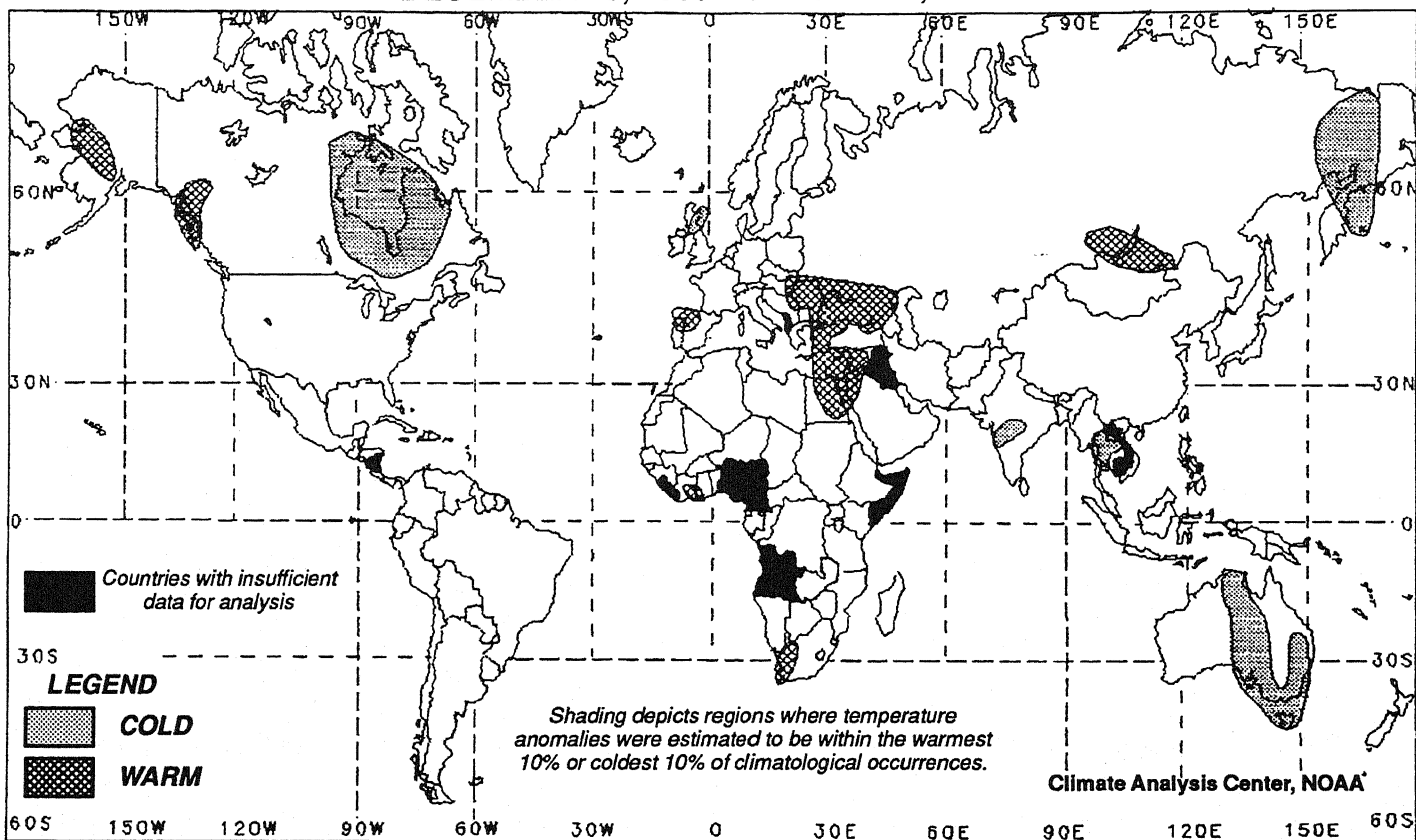 150W 120W 90W 60W 30WS 0 30E 60E 90E 120E 150E
60N 60N
30N 30N
0 0
Countries with insufficient
data for analysis
30S 30S
LEGEND
COLD
WARM
Shading depicts regions where temperature
anomalies were estimated to be within the warmest
10% or coldest 10% of climatological occurrences.
Climate Analysis Center, NOAA
60S 150W 120W 90W 60W 30W 0 30E 60E 90E 120E 150E 60S